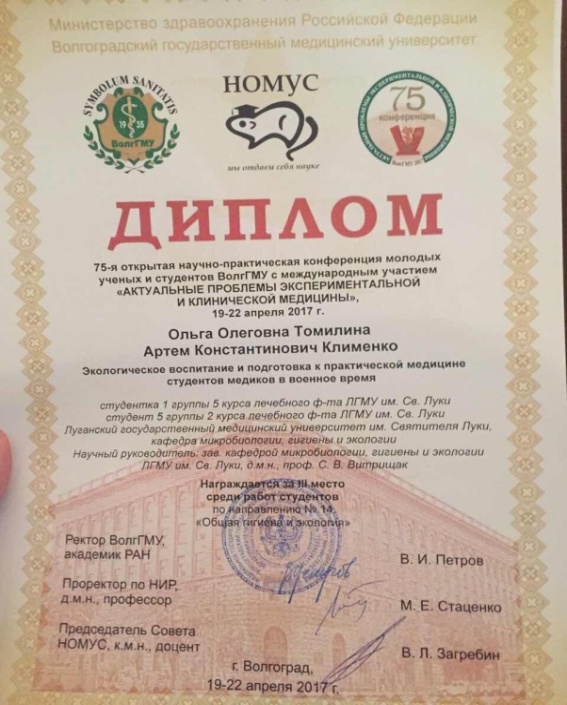 Министерство здравоохранения Российской Федерации
Волгоградский государственный медицинский университет
SYMBOLUM SANITATIS
1935
ВолгГМУ
НОМУС
мы отдаем себя науке
75
конференция
ДИПЛОМ
75-я открытая научно-практическая конференция молодых
ученых и студентов ВолгГМУ с международным участием
«АКТУАЛЬНЫЕ ПРОБЛЕМЫ ЭКСПЕРИМЕНТАЛЬНОЙ
И КЛИНИЧЕСКОЙ МЕДИЦИНЫ»,
19-22 апреля 2017 г.
Ольга Олеговна Томилина
Артем Константинович Клименко
Экологическое воспитание и подготовка к практической медицине
студентов медиков в военное время
студентка 1 группы 5 курса лечебного ф-та ЛГМУ им. Св. Луки
студент 5 группы 2 курса лечебного ф-та ЛГМУ им. Св. Луки
Луганский государственный медицинский университет им. Святителя Луки,
кафедра микробиологии, гигиены и экологии
Научный руководитель: зав. кафедрой микробиологии, гигиены и экологии
ЛГМУ им. Св. Луки, д.м.н., проф. С. В. Витрищак
Награждается за III место
среди работ студентов
по направлению № 14
«Общая гигиена и экология»
Ректор ВолгГМУ,
академик РАН
В. И. Петров
Проректор по НИР,
д.м.н., профессор
М. Е. Стаценко
Председатель Совета
НОМУС, к.м.н., доцент
В. Л. Загребин
г. Волгоград,
19-22 апреля 2017 г.